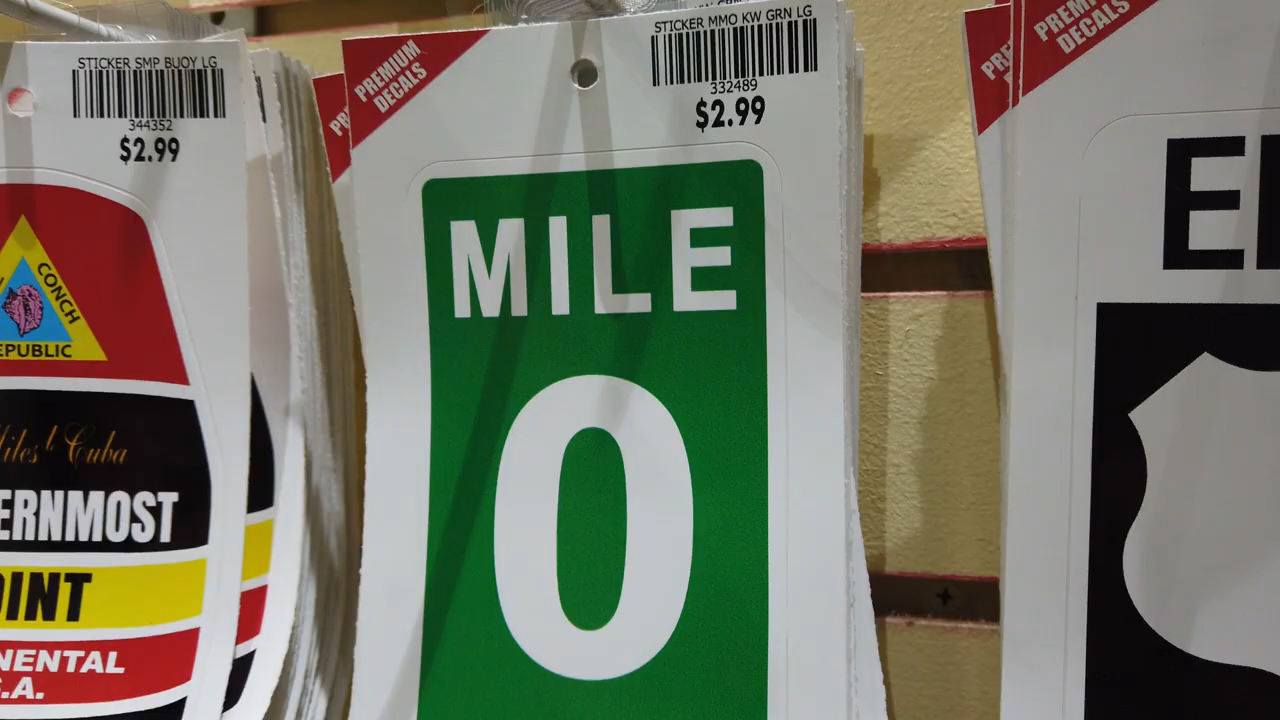 STICKER SMP BUOY LG
344352
$2.99
CONCH
EPUBLIC
Cuba
ERNMOST
OINT
NENTAL
.A.
PREMIUM
DECALS
STICKER MMO KW GRN LG
332489
$2.99
MILE
0
PREMI
DECALS
E